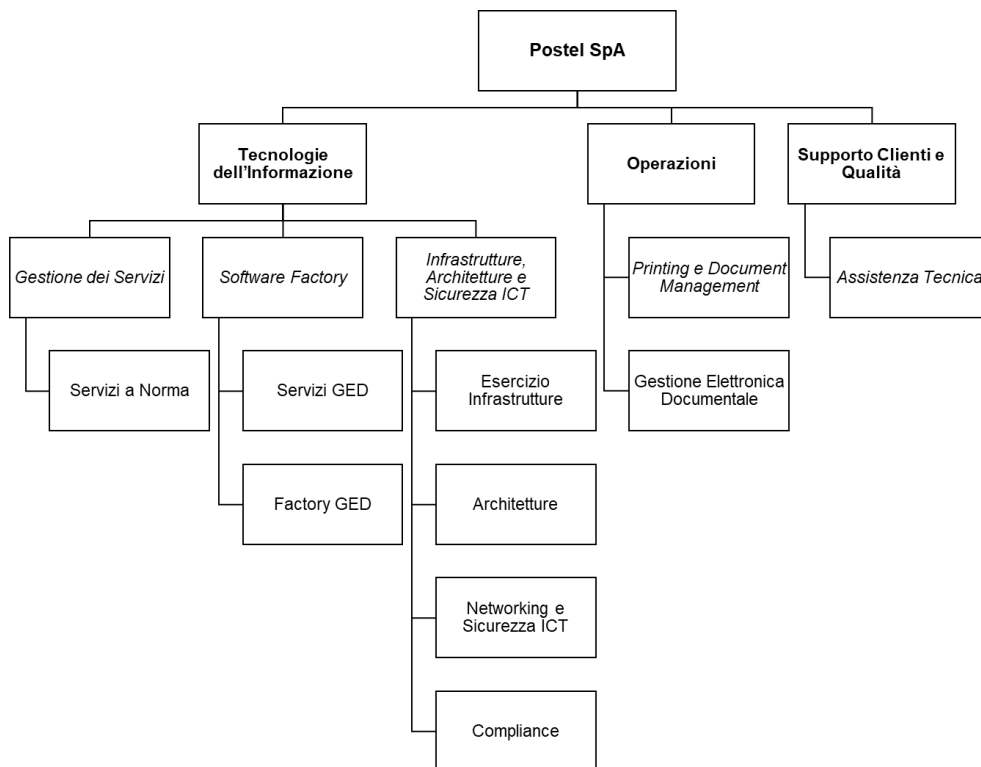 Postel SpA
Tecnologie
dell'Informazione
Operazioni
Supporto Clienti e
Qualità
Gestione dei Servizi
Software Factory
Infrastrutture,
Architetture e
Sicurezza ICT
Printing e Document
Management
Assistenza Tecnica
Servizi a Norma
Servizi GED
Esercizio
Infrastrutture
Gestione Elettronica
Documentale
Factory GED
Architetture
Networking e
Sicurezza ICT
Compliance